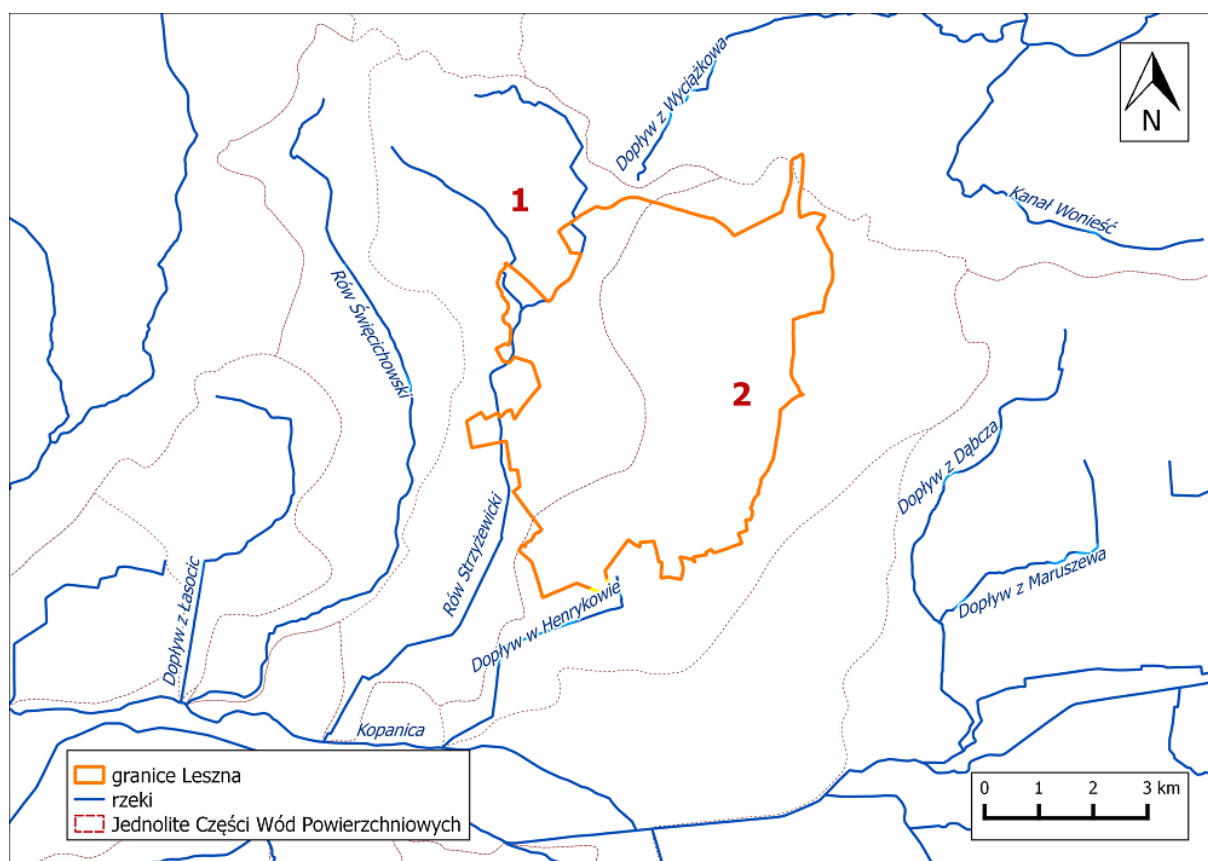 Dopływ z Wyciążkowa
N
1
Kanał Wonieść
Rów Święcichowski
2
Dopływ z Dąbcza
Rów Strzyżewicki
Dopływ z Maruszewa
Dopływ z Łasocic
Dopływ w Henrykowie
Kopanica
granice Leszna
rzeki
Jednolite Części Wód Powierzchniowych
0 1 2 3 km